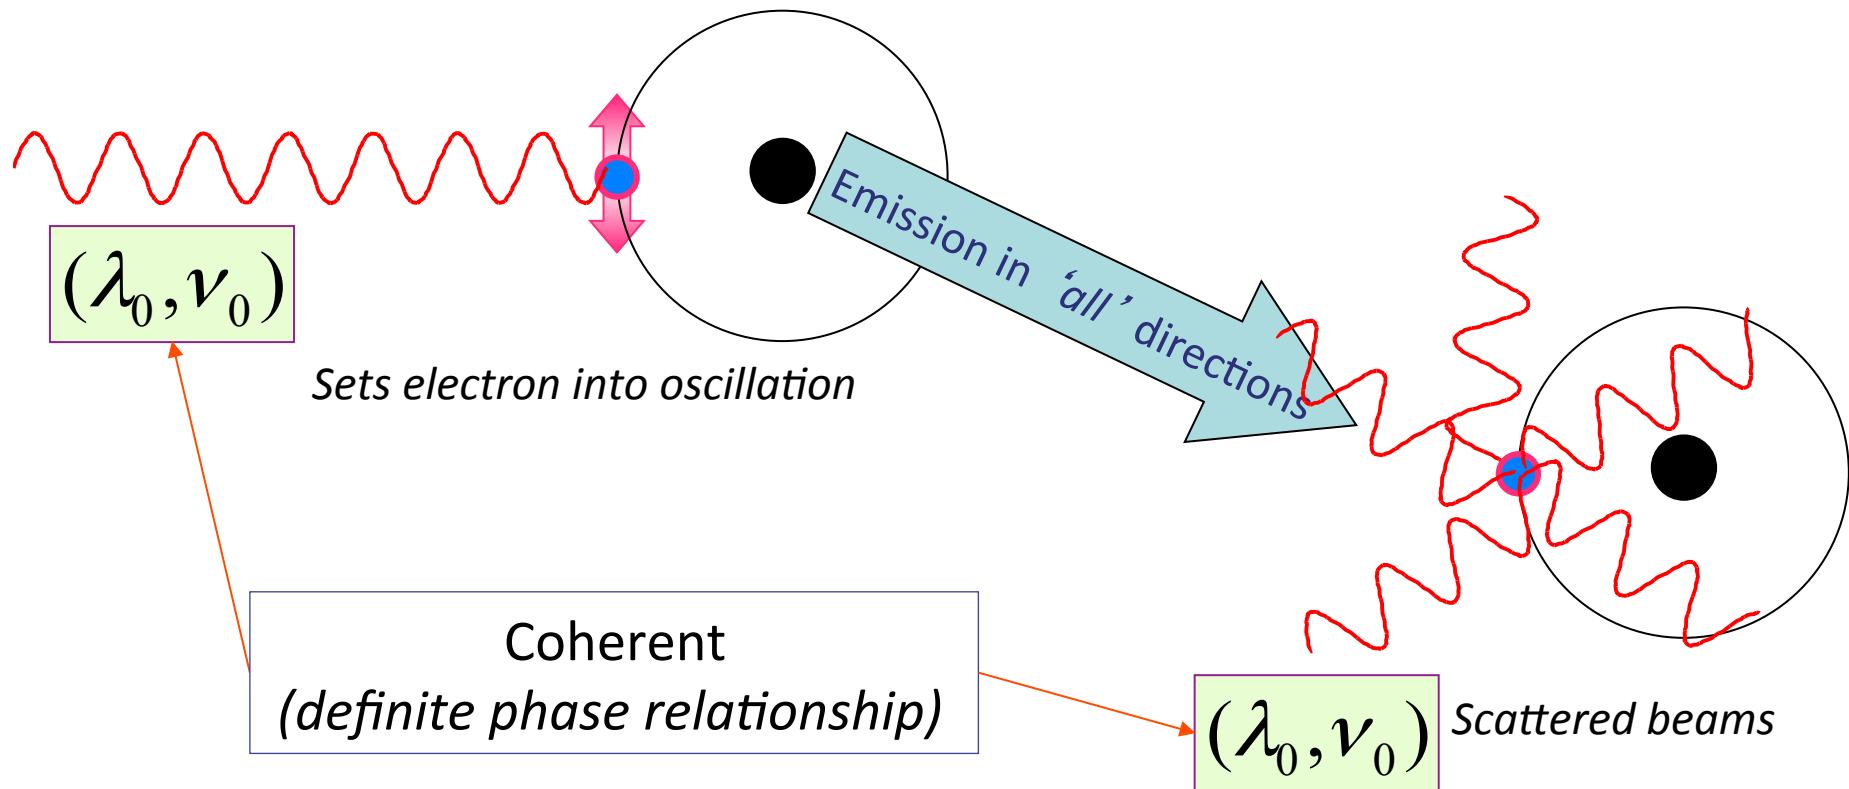 (λ₀,ν₀)
Sets electron into oscillation
Emission in ‘all’ directions
Coherent
(definite phase relationship)
(λ₀,ν₀)
Scattered beams